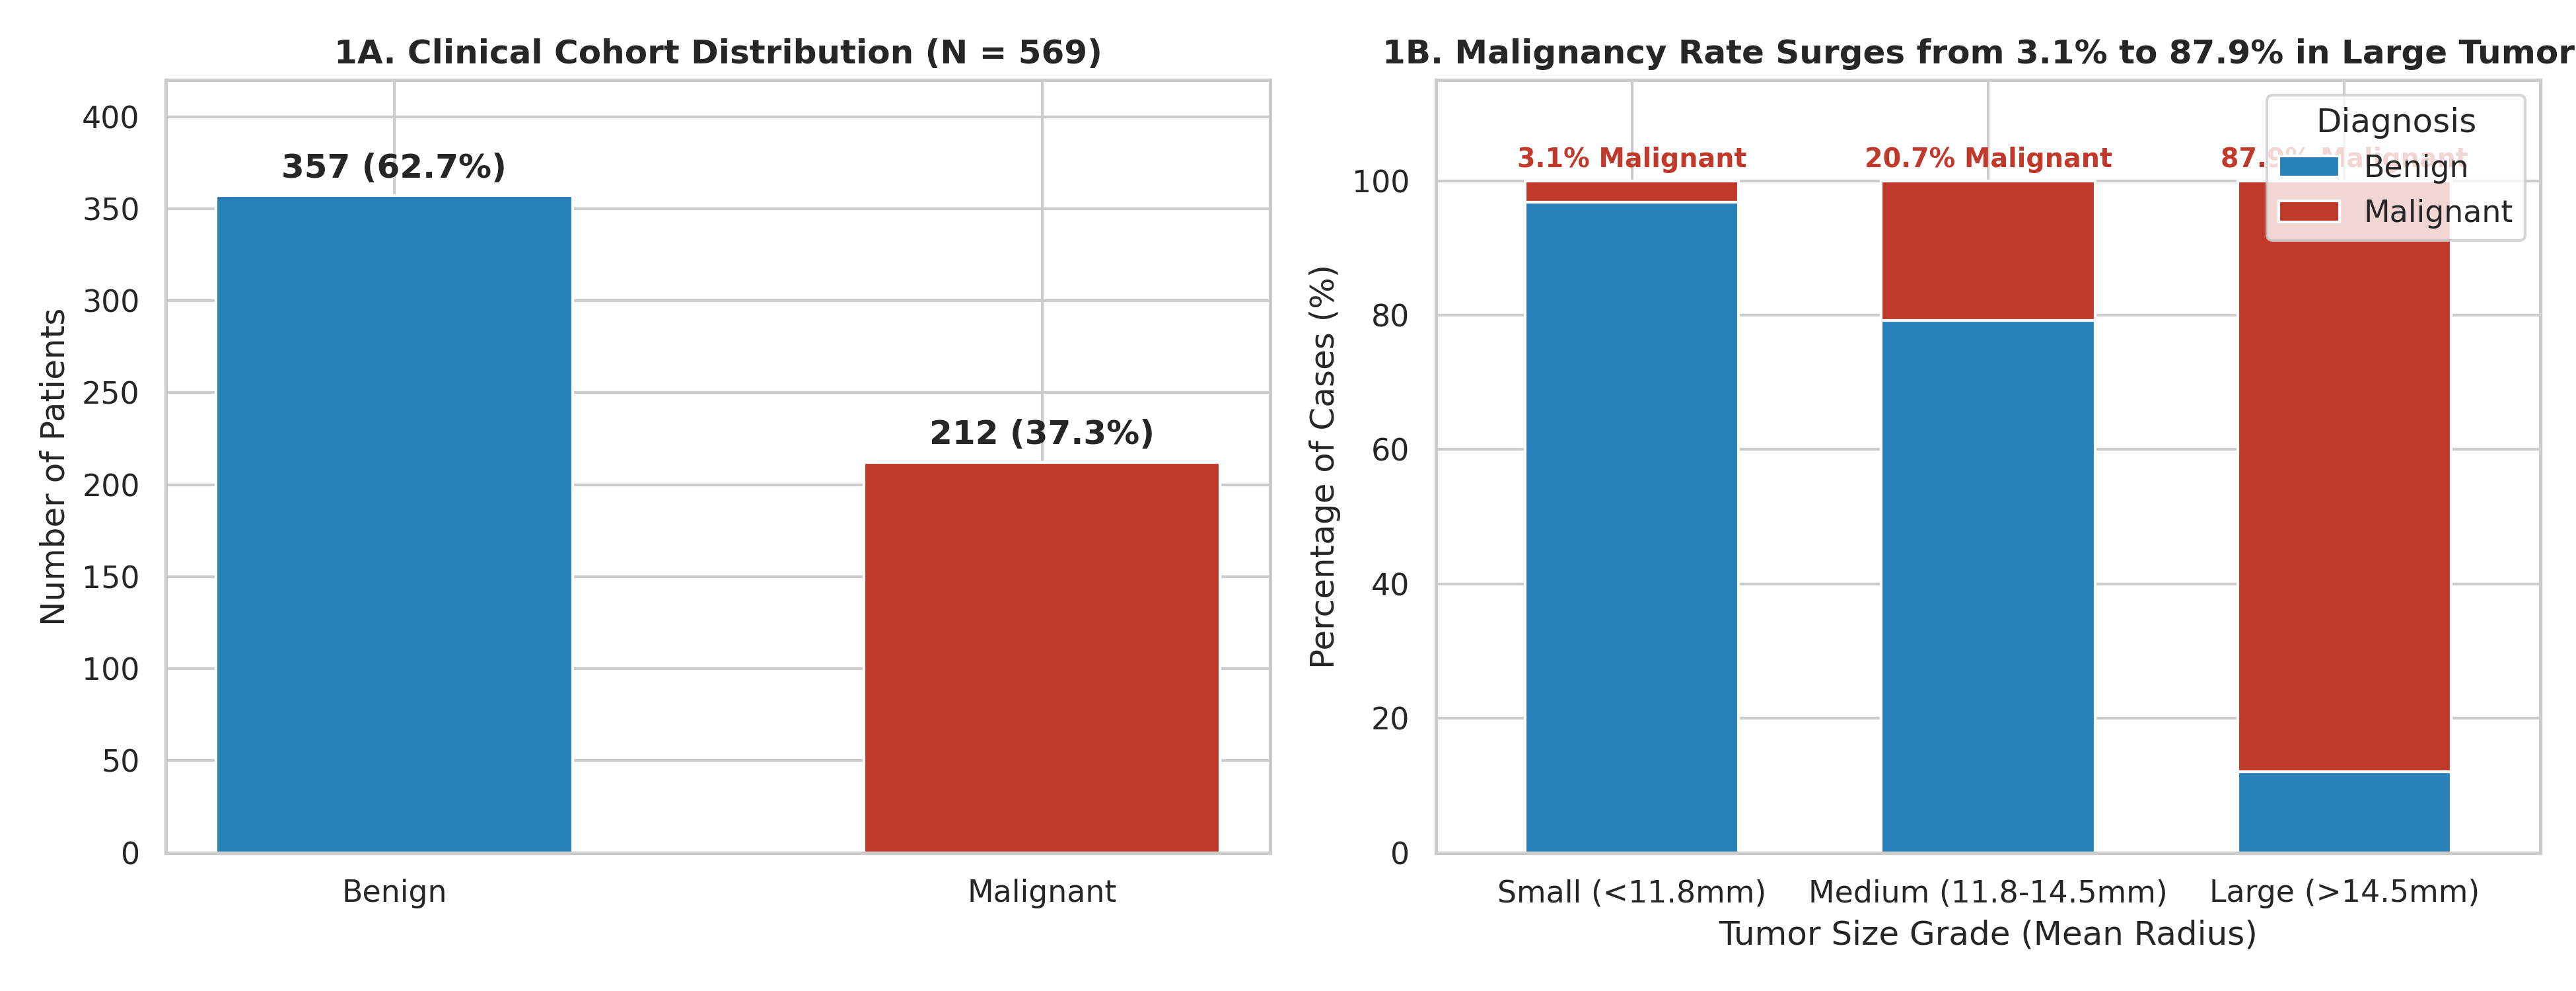 1A. Clinical Cohort Distribution (N = 569)
Number of Patients
400
350
300
250
200
150
100
50
0
357 (62.7%)
212 (37.3%)
Benign
Malignant
1B. Malignancy Rate Surges from 3.1% to 87.9% in Large Tumor
Percentage of Cases (%)
100
80
60
40
20
0
3.1% Malignant
20.7% Malignant
87.9% Malignant
Diagnosis
Benign
Malignant
Small (<11.8mm)
Medium (11.8-14.5mm)
Large (>14.5mm)
Tumor Size Grade (Mean Radius)